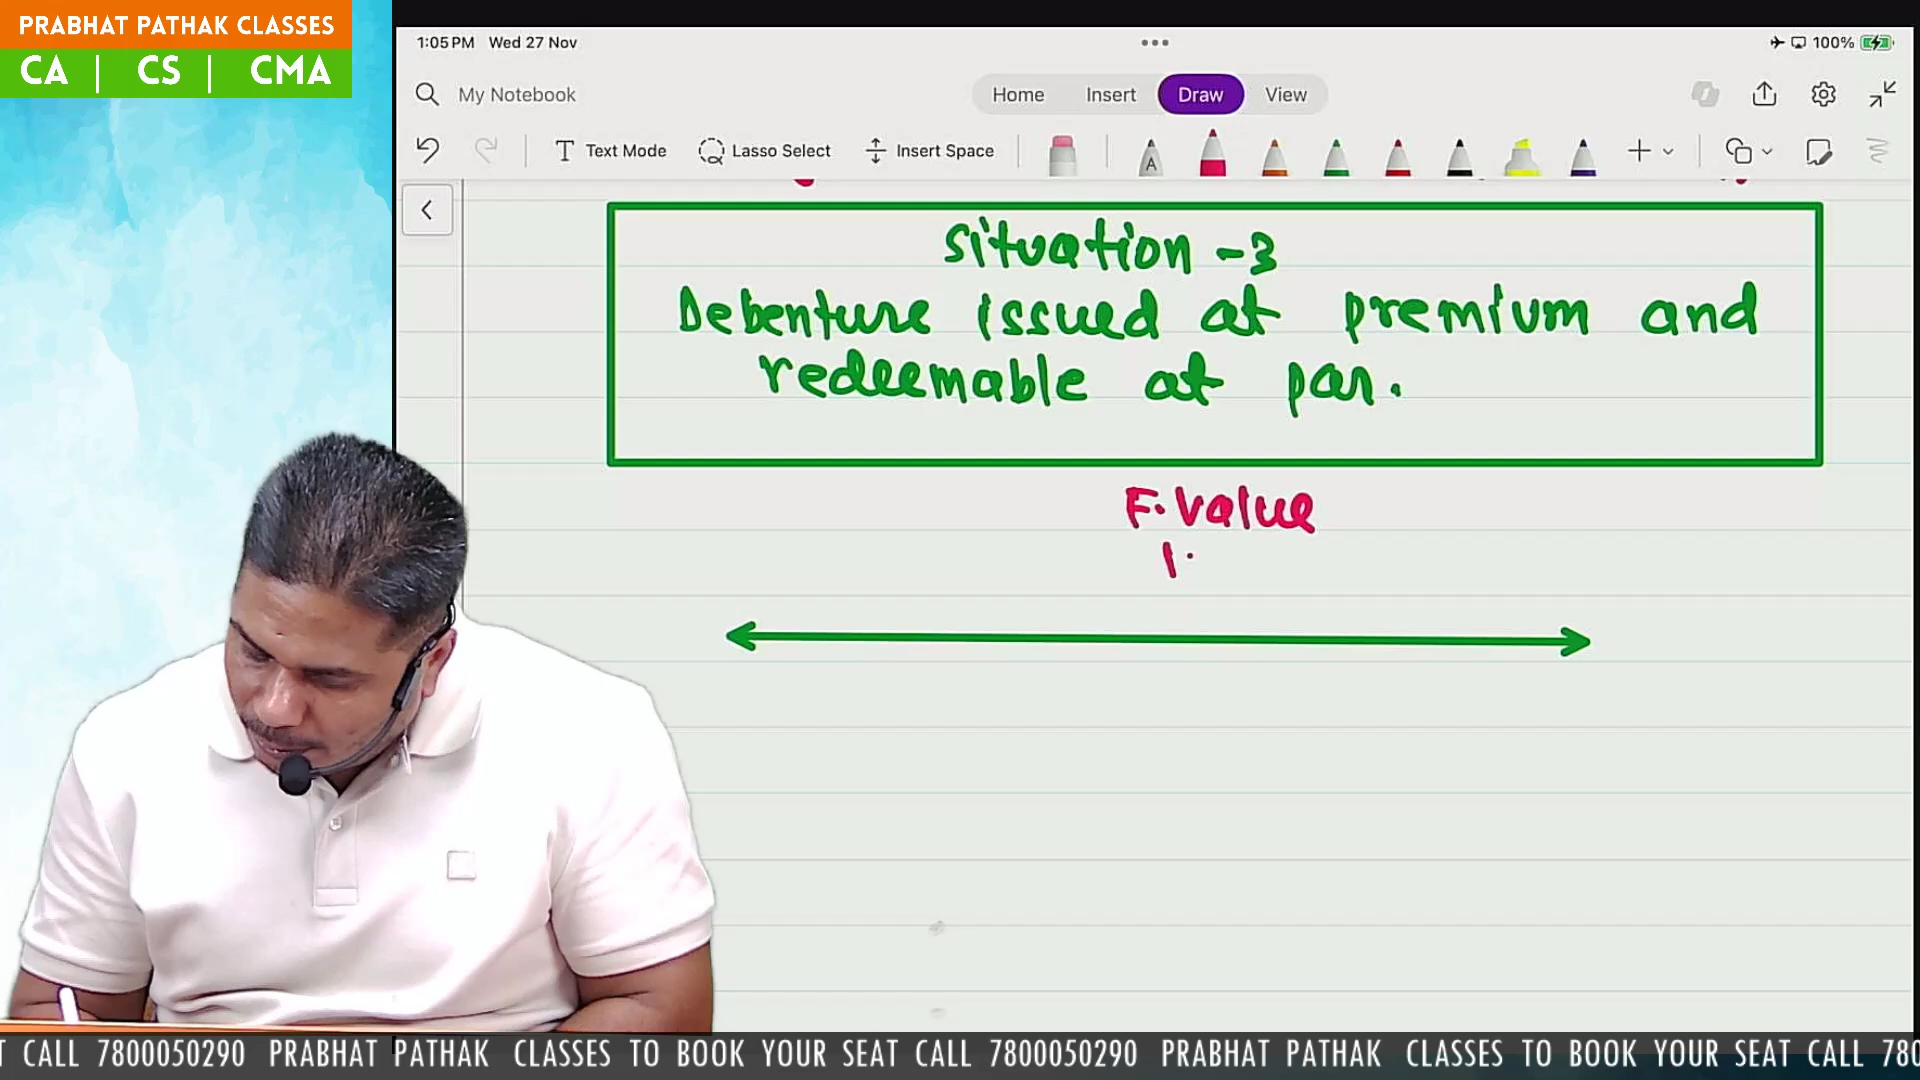 PRABHAT PATHAK CLASSES
CA | CS | CMA
1:05 PM Wed 27 Nov
100%
My Notebook
Home Insert Draw View
T Text Mode Lasso Select Insert Space
A
Situation -3
Debenture issued at premium and
redeemable at par.
F. Value
1.
T CALL 7800050290 PRABHAT PATHAK CLASSES TO BOOK YOUR SEAT CALL 7800050290 PRABHAT PATHAK CLASSES TO BOOK YOUR SEAT CALL 780